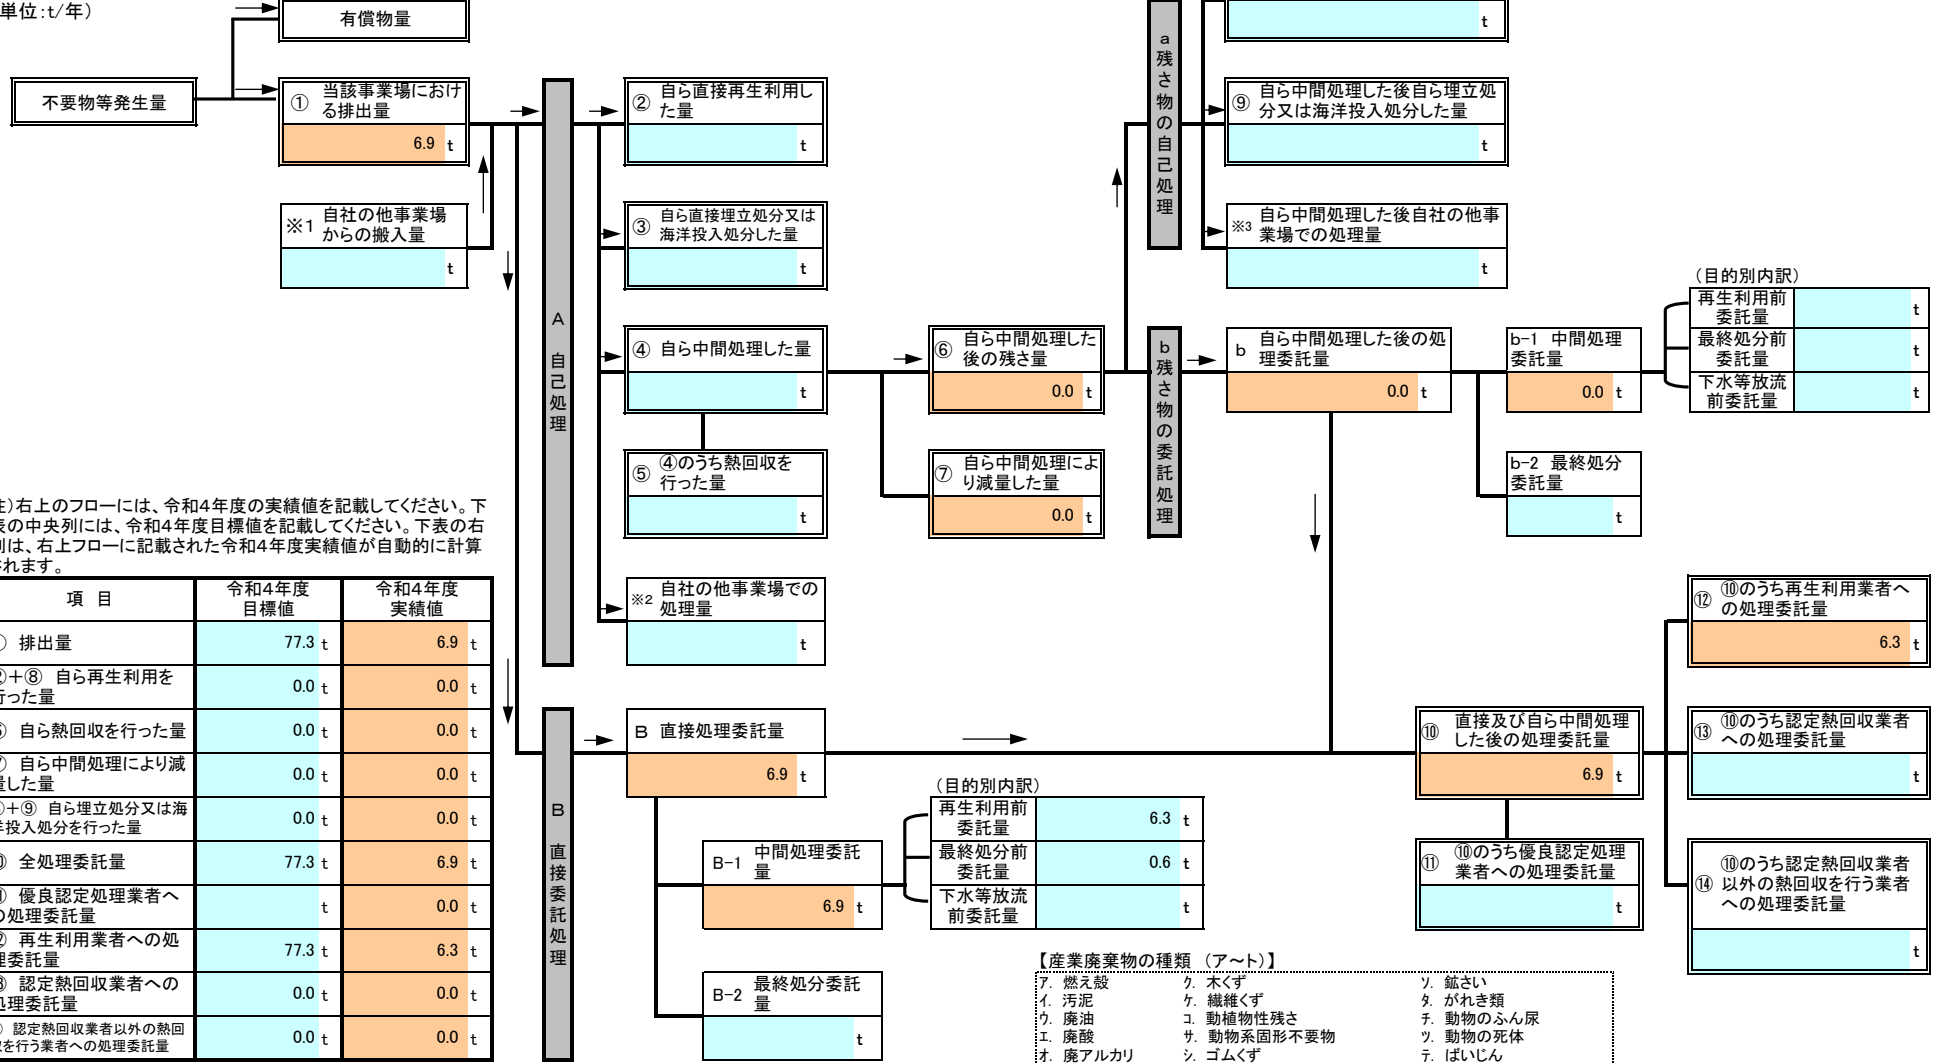 単位:t/年）
有償物量
不要物等発生量
① 当該事業場におけ
る排出量
6.9 t
※1 自社の他事業場
からの搬入量
t
A 自己処理
② 自ら直接再生利用し
た量
t
③ 自ら直接埋立処分又は
海洋投入処分した量
t
④ 自ら中間処理した量
t
⑤ ④のうち熱回収を
行った量
t
※2 自社の他事業場での
処理量
t
⑥ 自ら中間処理した
後の残さ量
0.0 t
⑦ 自ら中間処理によ
り減量した量
0.0 t
a 残さ物の自己処理
t
⑨ 自ら中間処理した後自ら埋立処
分又は海洋投入処分した量
t
※3 自ら中間処理した後自社の他事
業場での処理量
t
b 残さ物の委託処理
b 自ら中間処理した後の処
理委託量
0.0 t
b-1 中間処理
委託量
0.0 t
（目的別内訳）
再生利用前
委託量
t
最終処分前
委託量
t
下水等放流
前委託量
t
b-2 最終処分
委託量
t
)右上のフローには、令和4年度の実績値を記載してください。下
表の中央列には、令和4年度目標値を記載してください。下表の右
列は、右上フローに記載された令和4年度実績値が自動的に計算
されます。
項 目 令和4年度
目標値 令和4年度
実績値
排出量 77.3 t 6.9 t
+⑧ 自ら再生利用を
行った量 0.0 t 0.0 t
自ら熱回収を行った量 0.0 t 0.0 t
自ら中間処理により減
量した量 0.0 t 0.0 t
+⑨ 自ら埋立処分又は海
洋投入処分を行った量 0.0 t 0.0 t
全処理委託量 77.3 t 6.9 t
優良認定処理業者へ
の処理委託量 t 0.0 t
再生利用業者への処
理委託量 77.3 t 6.3 t
認定熱回収業者への
処理委託量 0.0 t 0.0 t
認定熱回収業者以外の熱回
収を行う業者への処理委託量 0.0 t 0.0 t
B 直接委託処理
B 直接処理委託量
6.9 t
B-1 中間処理委託
量
6.9 t
（目的別内訳）
再生利用前
委託量
6.3 t
最終処分前
委託量
0.6 t
下水等放流
前委託量
t
B-2 最終処分委託
量
t
⑩ 直接及び自ら中間処理
した後の処理委託量
6.9 t
⑪ ⑩のうち優良認定処理
業者への処理委託量
t
⑫ ⑩のうち再生利用業者へ
の処理委託量
6.3 t
⑬ ⑩のうち認定熱回収業者
への処理委託量
t
⑭ ⑩のうち認定熱回収業者
以外の熱回収を行う業者
への処理委託量
t
【産業廃棄物の種類 （ア～ト）】
ア. 燃え殻 ク. 木くず ソ. 鉱さい
イ. 汚泥 ケ. 繊維くず タ. がれき類
ウ. 廃油 コ. 動植物性残さ チ. 動物のふん尿
エ. 廃酸 サ. 動物系固形不要物 ツ. 動物の死体
オ. 廃アルカリ シ. ゴムくず テ. ばいじん